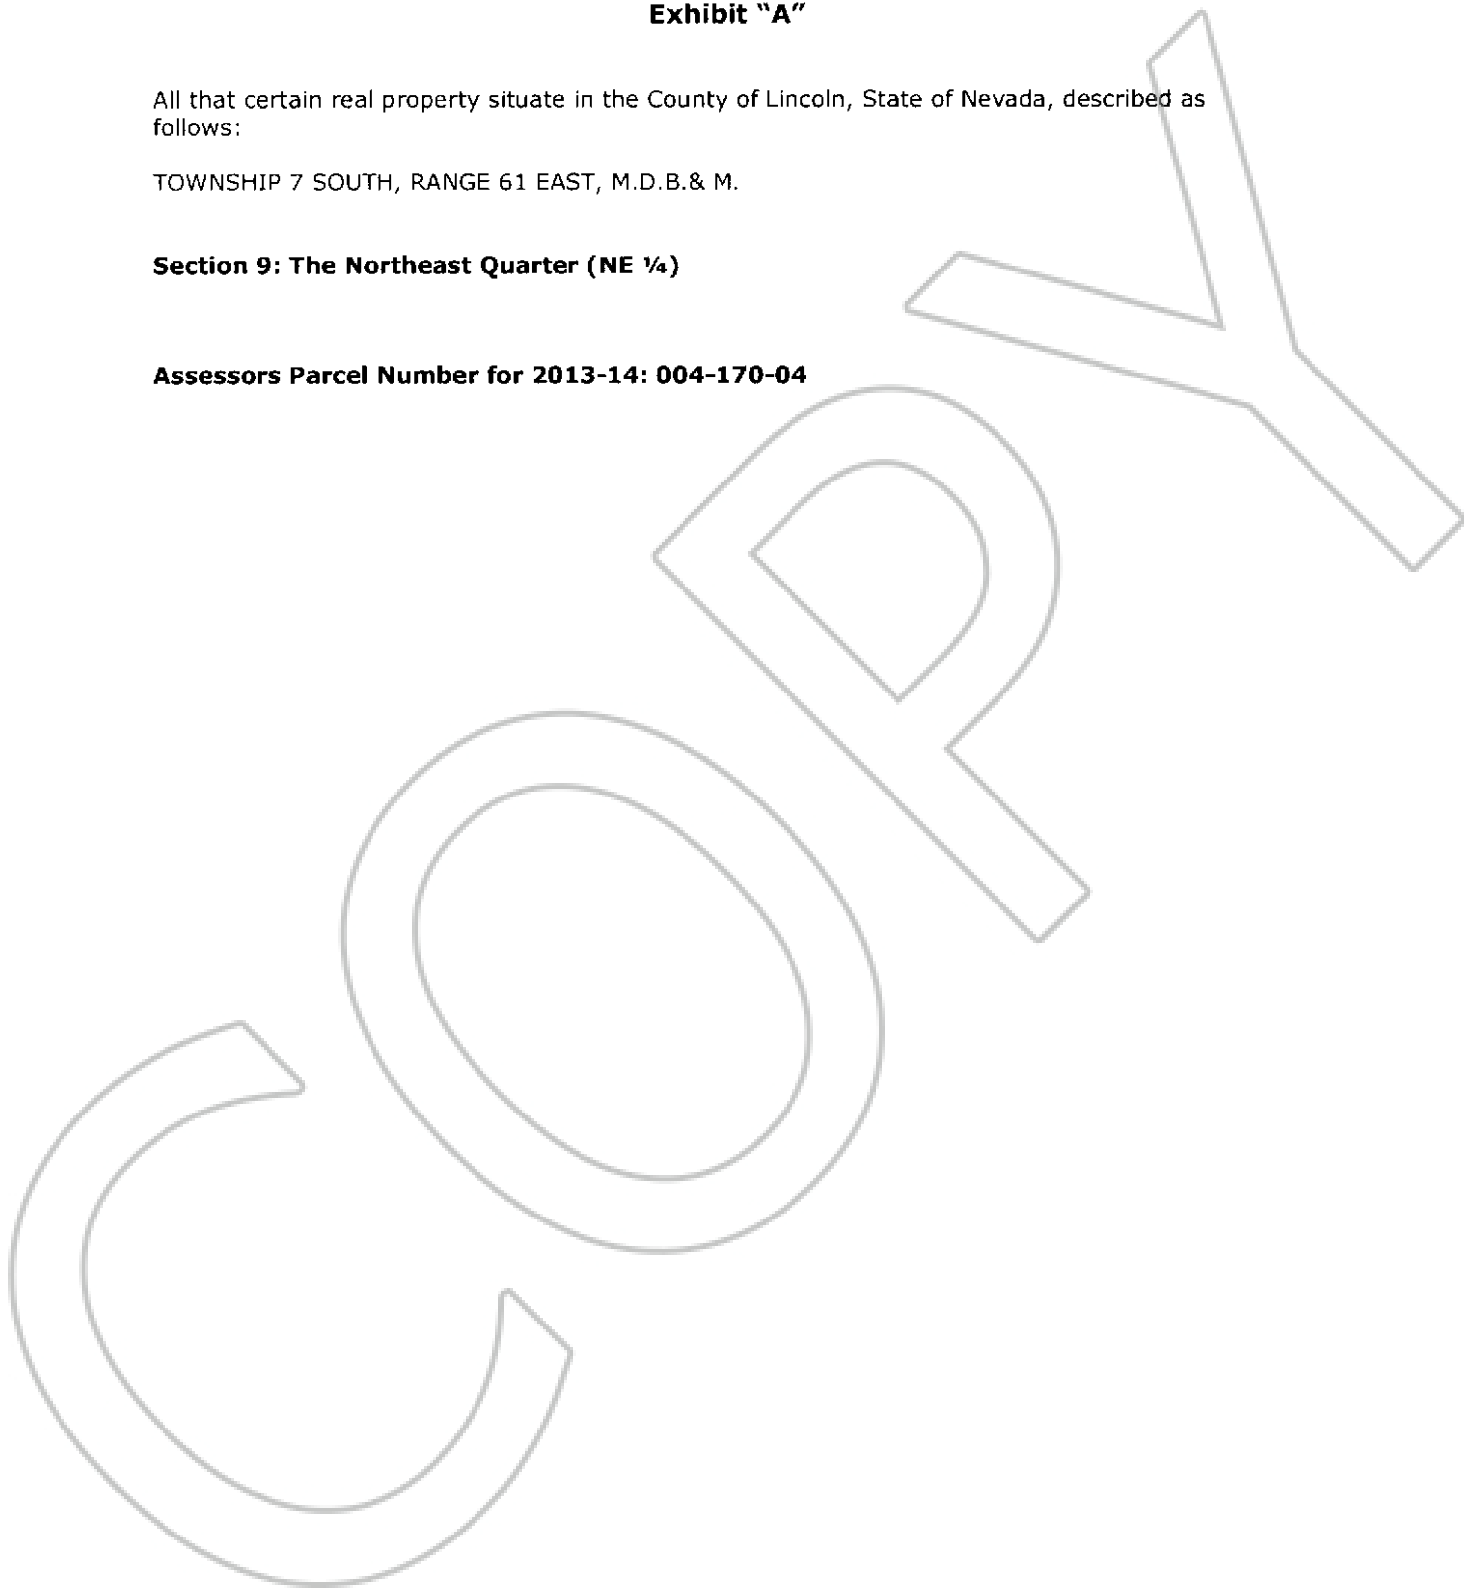 Exhibit “A”
All that certain real property situate in the County of Lincoln, State of Nevada, described as
follows:
TOWNSHIP 7 SOUTH, RANGE 61 EAST, M.D.B.& M.
Section 9: The Northeast Quarter (NE ¼)
Assessors Parcel Number for 2013-14: 004-170-04
COPY